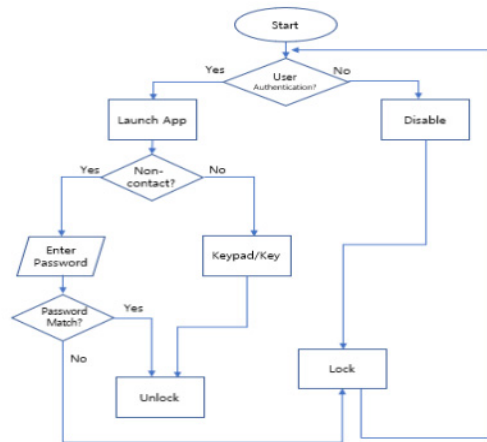 Start
Yes
User
Authentication?
No
Launch App
Disable
Yes
Non-
contact?
No
Enter
Password
Keypad/Key
Password
Match?
Yes
No
Unlock
Lock